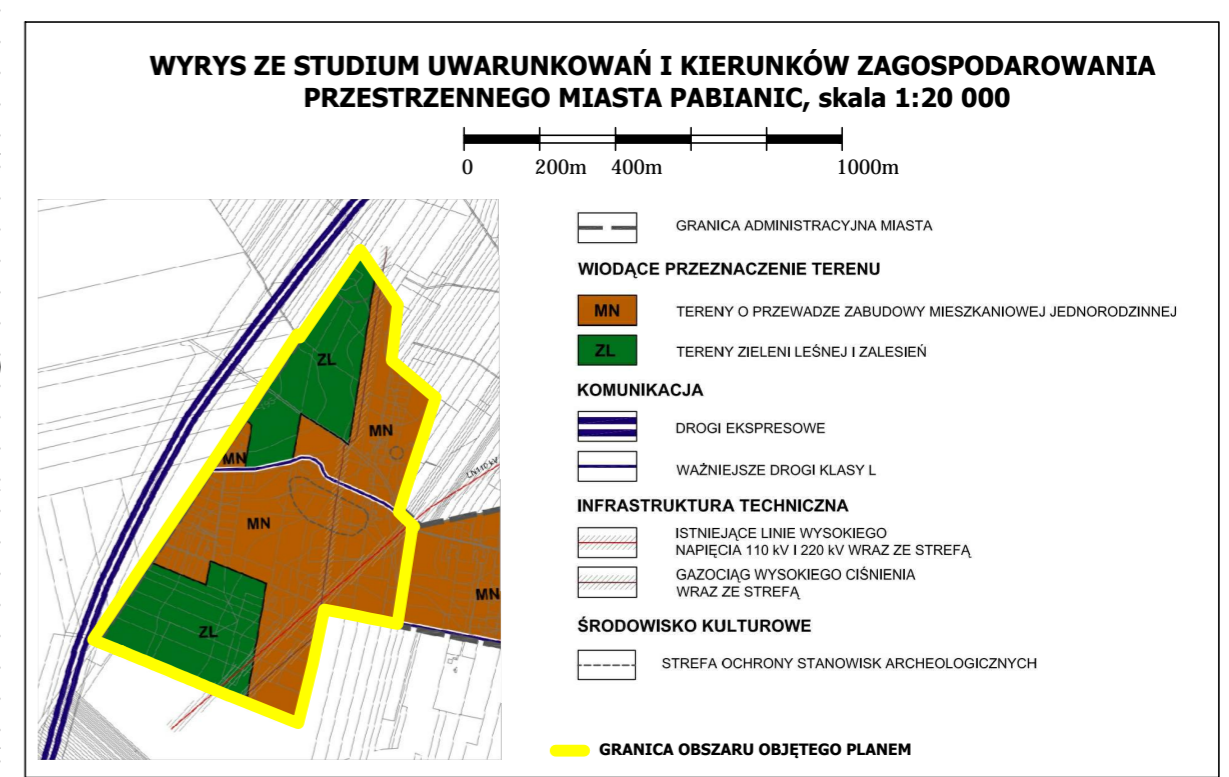 WYRYS ZE STUDIUM UWARUNKOWAŃ I KIERUNKÓW ZAGOSPODAROWANIA
PRZESTRZENNEGO MIASTA PABIANIC, skala 1:20 000
0 200m 400m 1000m
GRANICA ADMINISTRACYJNA MIASTA
WIODĄCE PRZEZNACZENIE TERENU
MN TERENY O PRZEWADZE ZABUDOWY MIESZKANIOWEJ JEDNORODZINNEJ
ZL TERENY ZIELENI LEŚNEJ I ZALESIEŃ
KOMUNIKACJA
DROGI EKSPRESOWE
WAŻNIEJSZE DROGI KLASY L
INFRASTRUKTURA TECHNICZNA
ISTNIEJĄCE LINIE WYSOKIEGO
NAPIĘCIA 110 kV I 220 kV WRAZ ZE STREFĄ
GAZOCIĄG WYSOKIEGO CIŚNIENIA
WRAZ ZE STREFĄ
ŚRODOWISKO KULTUROWE
STREFA OCHRONY STANOWISK ARCHEOLOGICZNYCH
GRANICA OBSZARU OBJĘTEGO PLANEM
ZL
MN
MN
MN
ZL
MN